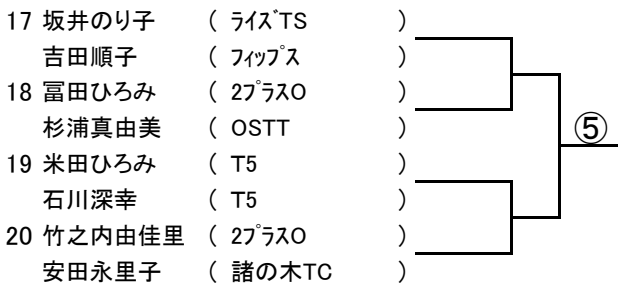 17 坂井のり子 ( ﾗｲｽﾞTS )
吉田順子 ( ﾌｨｯﾌﾟｽ )
18 冨田ひろみ ( 2ﾌﾟﾗｽO )
杉浦真由美 ( OSTT )
⑤
19 米田ひろみ ( T5 )
石川深幸 ( T5 )
20 竹之内由佳里 ( 2ﾌﾟﾗｽO )
安田永里子 ( 諸の木TC )